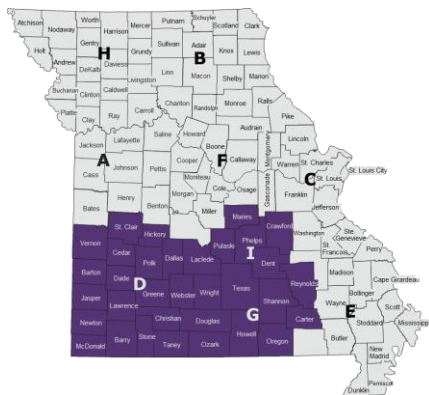 Atchison
Nodaway
Worth
Harrison
Mercer
Putnam
Schuyler
Scotland
Clark
Gentry
Sullivan
Adair
Knox
Lewis
Holt
Andrew
DeKalb
Daviess
Grundy
H
B
Linn
Macon
Shelby
Marion
Buchanan
Clinton
Caldwell
Livingston
Chariton
Randolph
Monroe
Ralls
Platte
Clay
Ray
Carroll
Pike
Audrain
Jackson
Lafayette
Saline
Howard
Boone
Callaway
Montgomery
Lincoln
A
F
Cass
Johnson
Pettis
Cooper
Moniteau
Cole
Osage
Gasconade
Warren
St. Charles
St. Louis
St. Louis City
C
Bates
Henry
Benton
Morgan
Miller
Franklin
Jefferson
St. Clair
Hickory
Maries
Crawford
Washington
Ste. Genevieve
Vernon
Cedar
Polk
Dallas
Laclede
Pulaski
Phelps
Dent
St. Francois
Perry
I
Barton
Dade
D
Greene
Webster
Wright
Texas
Reynolds
Madison
Cape Girardeau
Bollinger
Jasper
Lawrence
Shannon
Wayne
Scott
Newton
Christian
Douglas
G
Carter
E
Stoddard
Mississippi
McDonald
Barry
Stone
Taney
Ozark
Howell
Oregon
Butler
New Madrid
Pemiscot
Dunklin